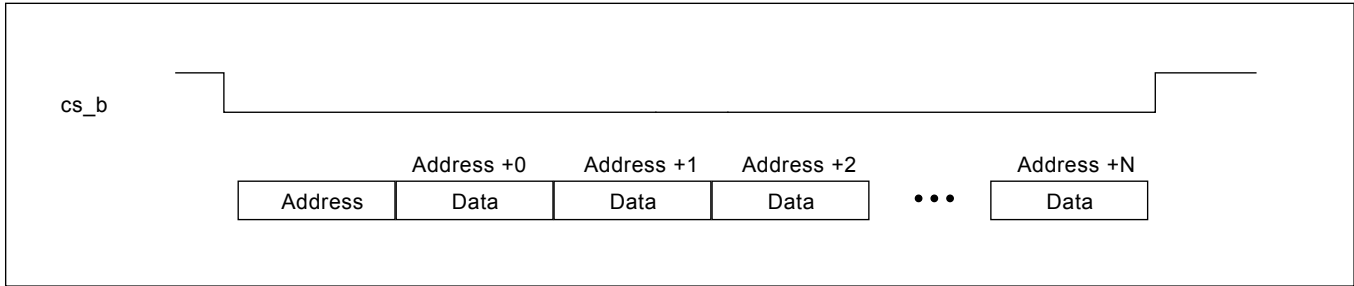 cs_b
Address +0 Address +1 Address +2 Address +N
Address Data Data Data ••• Data